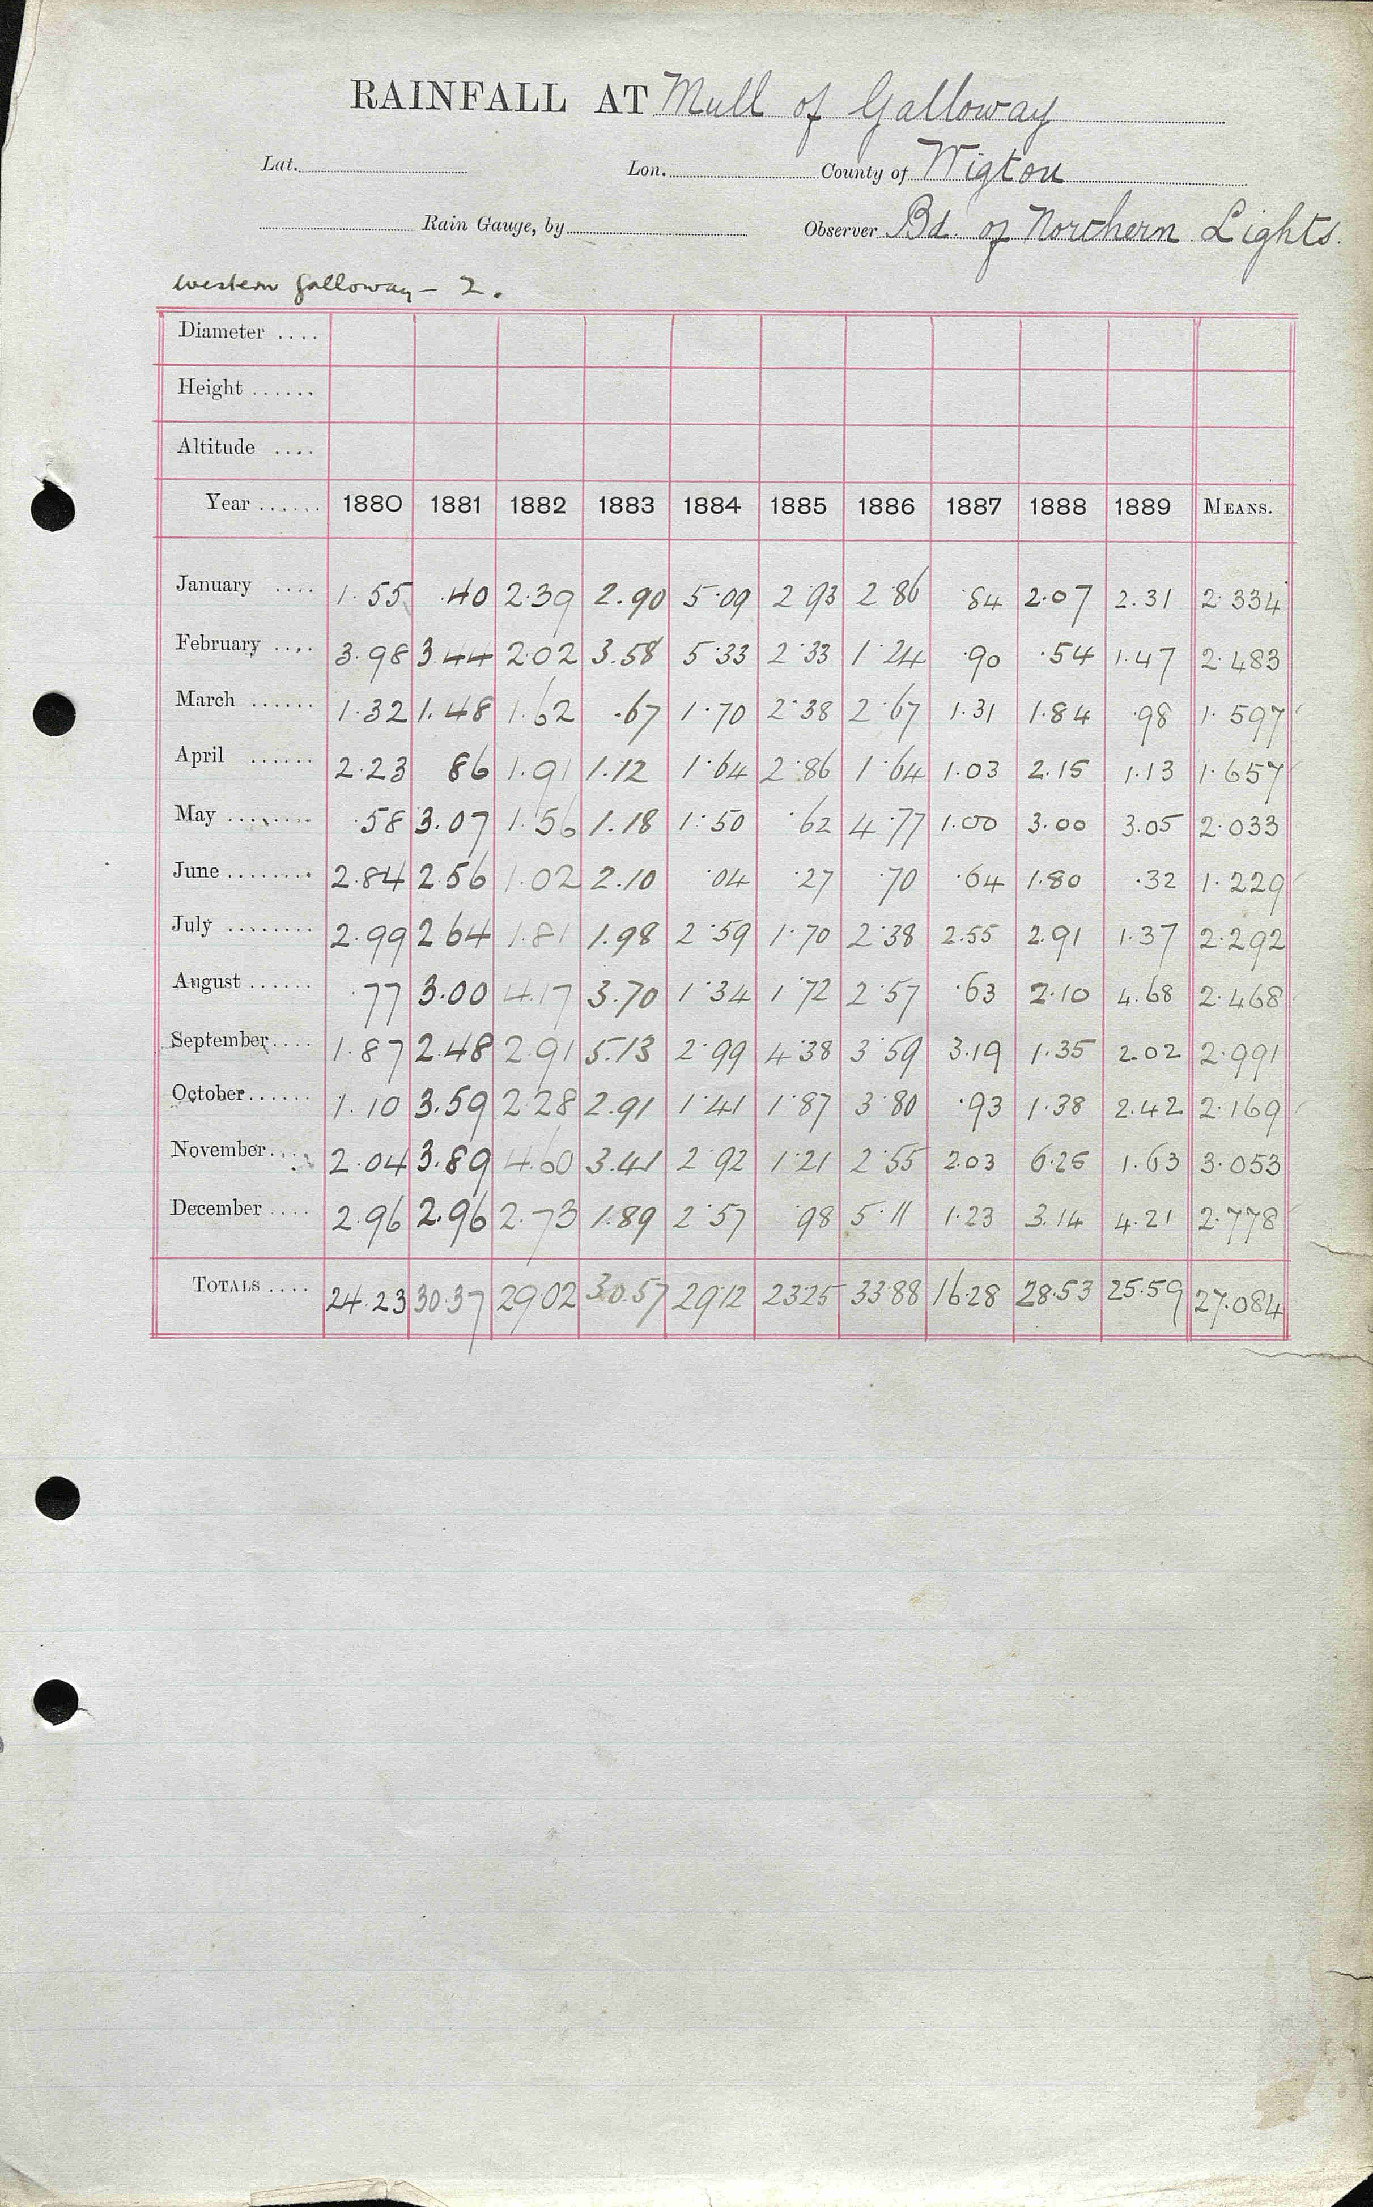 RAINFALL AT Mull of Galloway
Lat. Lon. County of Wigton
Rain Gauge, by Observer Bd. of Northern Lights.
Western Galloway - 2.
Diameter ....
Height ......
Altitude ....
Year ...... 1880 1881 1882 1883 1884 1885 1886 1887 1888 1889 MEANS.
January .... 1.55 .40 2.39 2.90 5.09 2.93 2.86 .84 2.07 2.31 2.334
February .... 3.98 3.44 2.02 3.58 5.33 2.33 1.24 .90 .54 1.47 2.483
March ...... 1.32 1.48 1.62 .67 1.70 2.38 2.67 1.31 1.84 .98 1.597
April ...... 2.23 86 1.91 1.12 1.64 2.86 1.64 1.03 2.15 1.13 1.657
May ........ .58 3.07 1.56 1.18 1.50 .62 4.77 1.00 3.00 3.05 2.033
June ........ 2.84 2.56 1.02 2.10 .04 .27 .70 .64 1.80 .32 1.229
July ........ 2.99 2.64 1.81 1.98 2.59 1.70 2.38 2.55 2.91 1.37 2.292
August ...... .77 3.00 4.17 3.70 1.34 1.72 2.57 .63 2.10 4.68 2.468
September.... 1.87 2.48 2.91 5.13 2.99 4.38 3.59 3.19 1.35 2.02 2.991
October...... 1.10 3.59 2.28 2.91 1.41 1.87 3.80 .93 1.38 2.42 2.169
November.... 2.04 3.89 4.60 3.41 2.92 1.21 2.55 2.03 6.25 1.63 3.053
December .... 2.96 2.96 2.73 1.89 2.57 .98 5.11 1.23 3.14 4.21 2.778
TOTALS .... 24.23 30.37 29.02 30.57 29.12 23.25 33.88 16.28 28.53 25.59 27.084